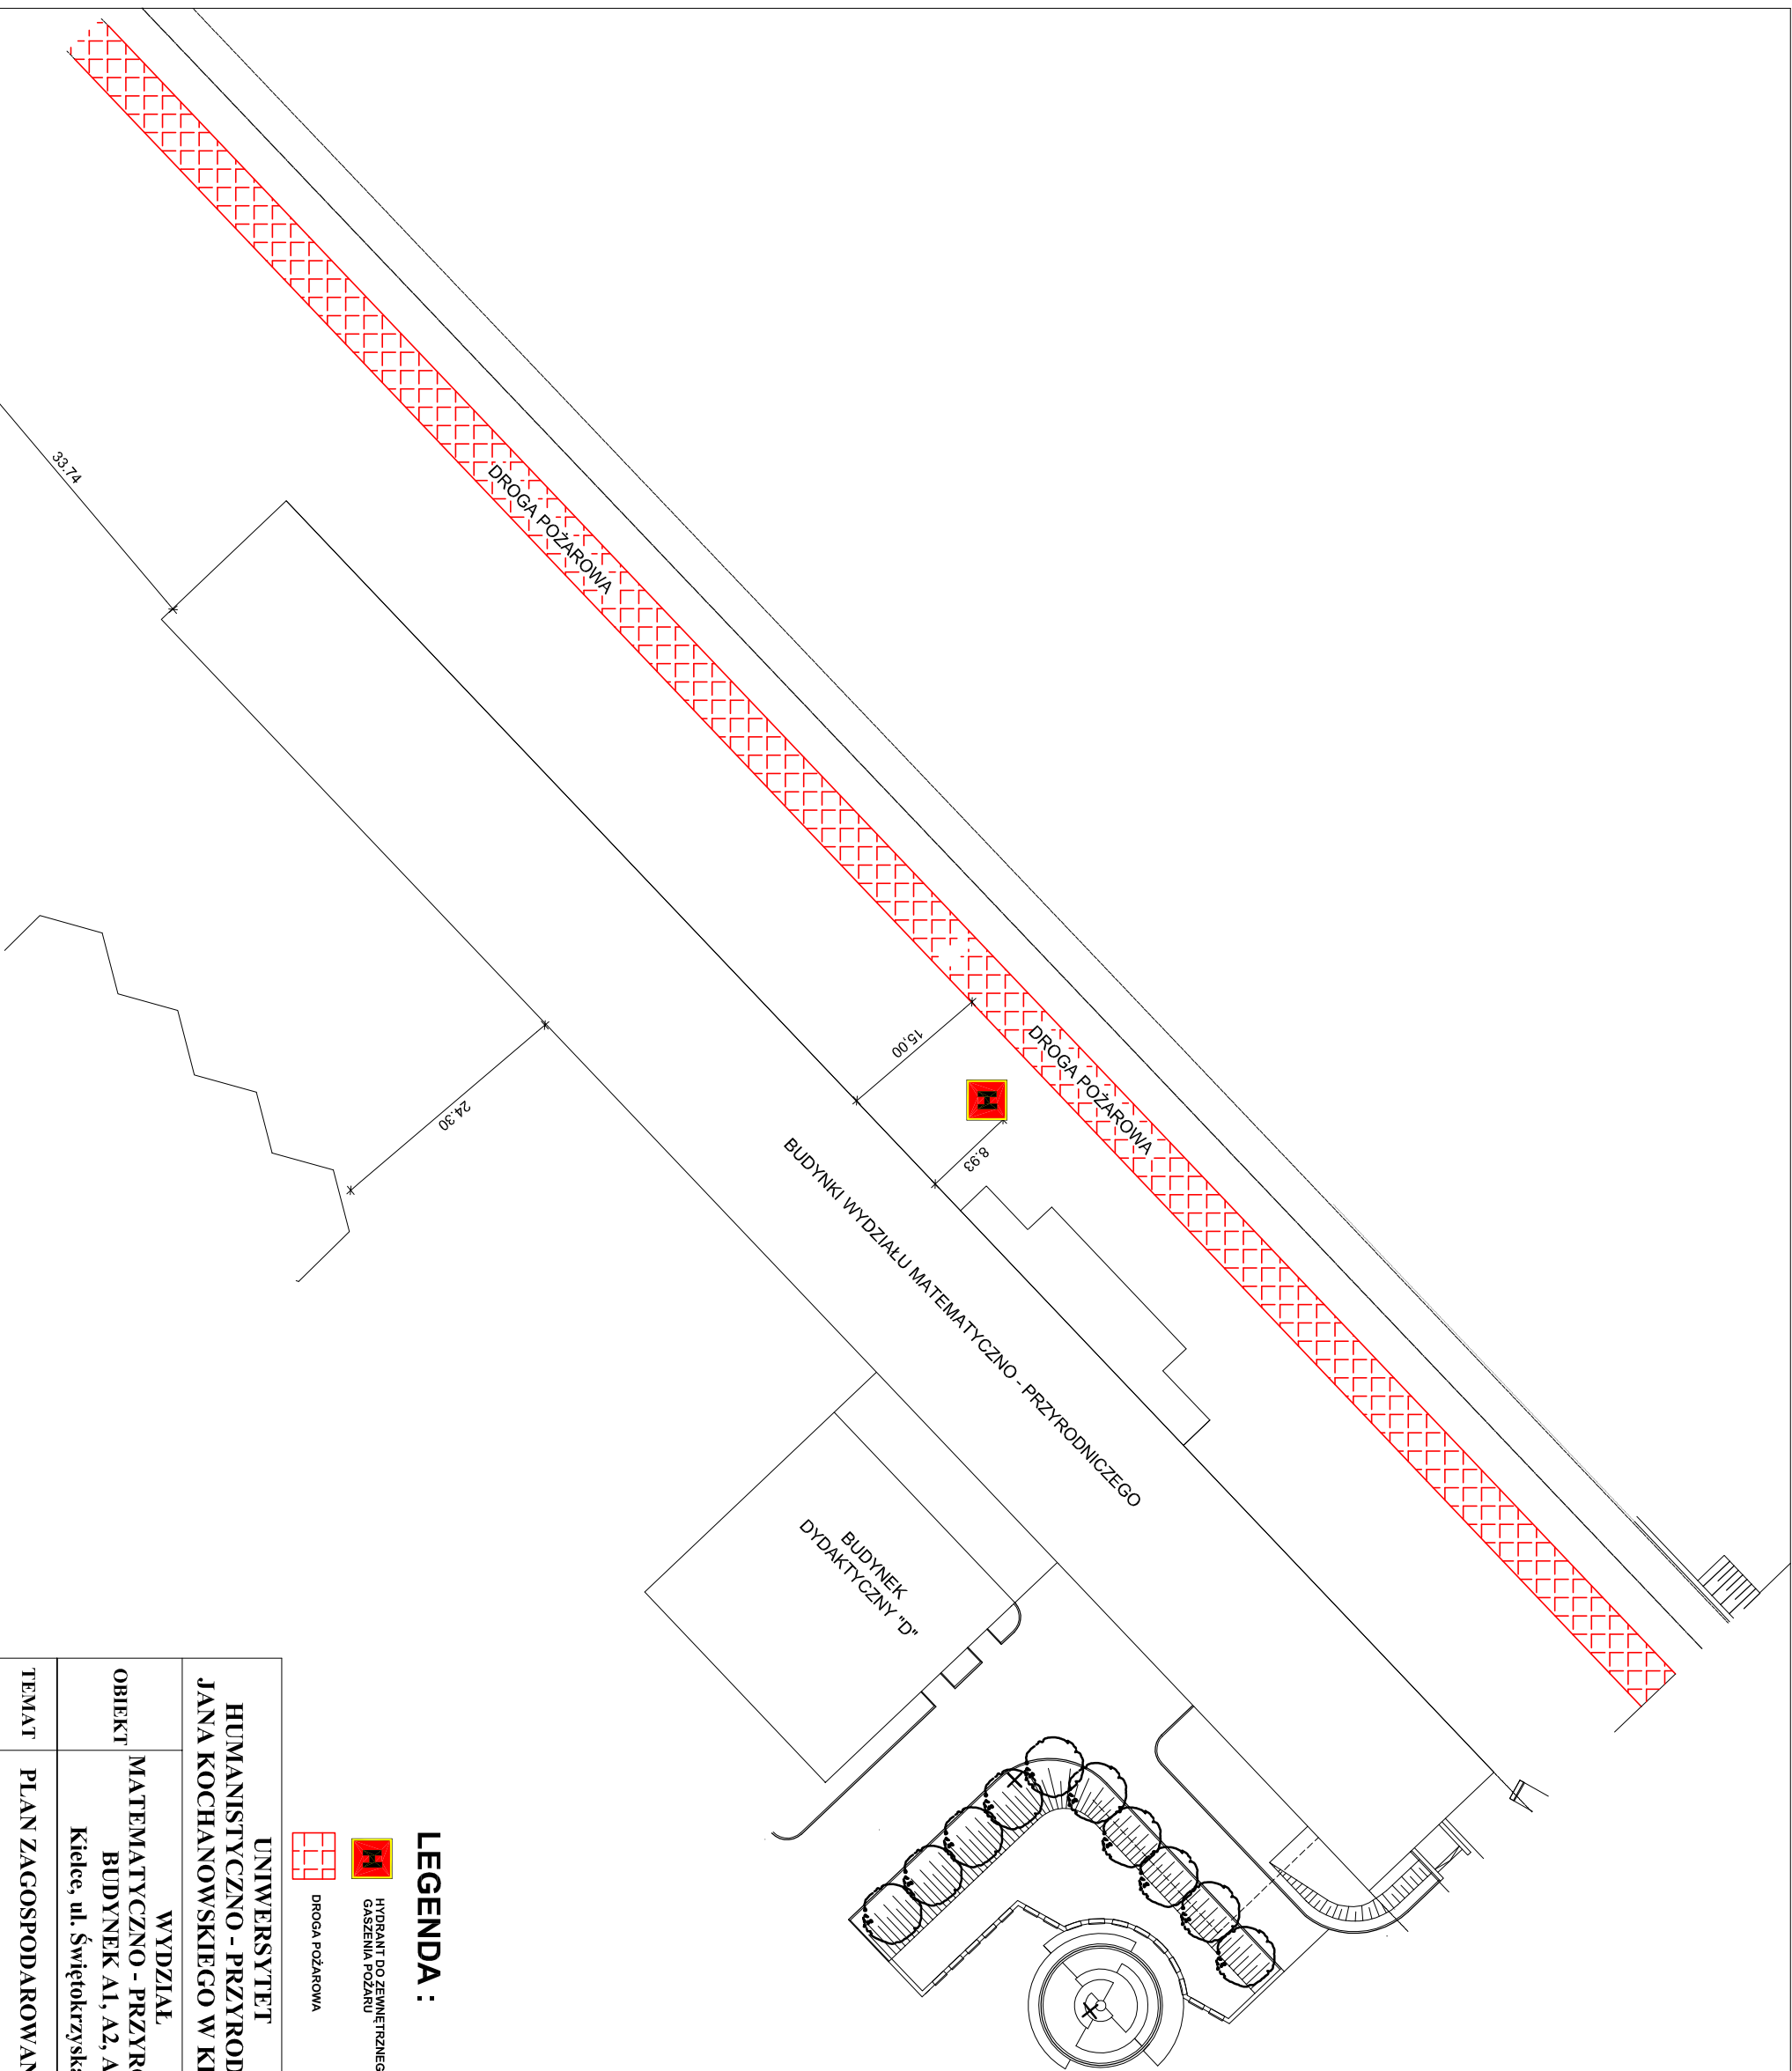 33.74
DROGA POŻAROWA
15,00
DROGA POŻAROWA
8.93
24.30
BUDYNKI WYDZIAŁU MATEMATYCZNO - PRZYRODNICZEGO
BUDYNEK
DYDAKTYCZNY "D"
LEGENDA :
H
HYDRANT DO ZEWNĘTRZNEG
GASZENIA POŻARU
DROGA POŻAROWA
H
UNIWERSYTET
HUMANISTYCZNO - PRZYROD
JANA KOCHANOWSKIEGO W KI
OBIEKT
WYDZIAŁ
MATEMATYCZNO - PRZYRO
BUDYNEK A1, A2, A
Kielce, ul. Świętokrzyska
TEMAT
PLAN ZAGOSPODAROWAN